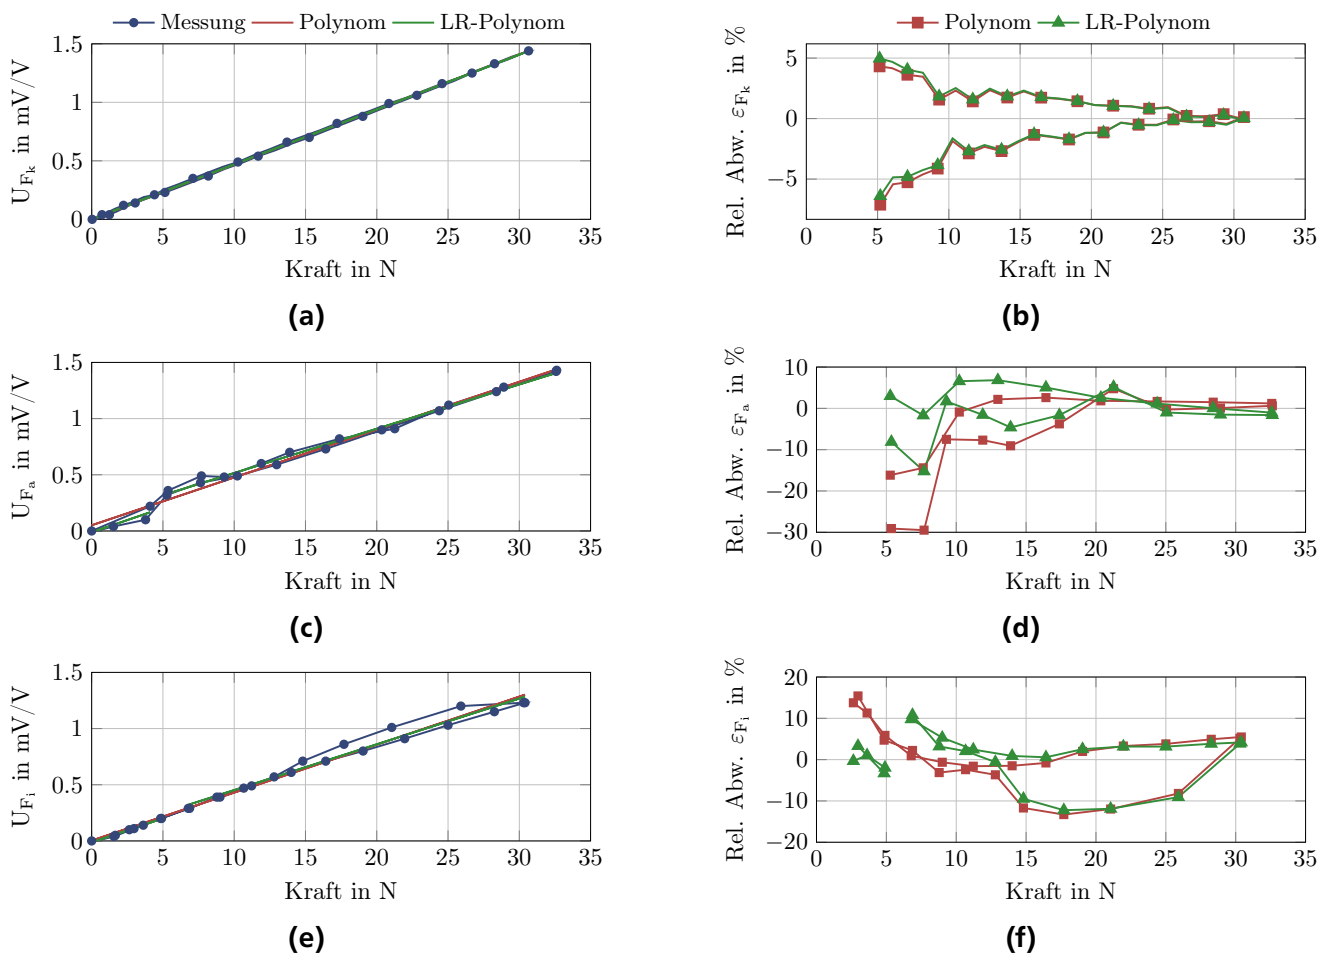 Messung Polynom LR-Polynom
U_{F_k} in mV/V
1.5
1
0.5
0
0 5 10 15 20 25 30 35
Kraft in N
(a)
Polynom LR-Polynom
Rel. Abw. ε_{F_k} in %
5
0
−5
0 5 10 15 20 25 30 35
Kraft in N
(b)
U_{F_a} in mV/V
1.5
1
0.5
0
0 5 10 15 20 25 30 35
Kraft in N
(c)
Rel. Abw. ε_{F_a} in %
10
0
−10
−20
−30
0 5 10 15 20 25 30 35
Kraft in N
(d)
U_{F_i} in mV/V
1.5
1
0.5
0
0 5 10 15 20 25 30 35
Kraft in N
(e)
Rel. Abw. ε_{F_i} in %
20
10
0
−10
−20
0 5 10 15 20 25 30 35
Kraft in N
(f)